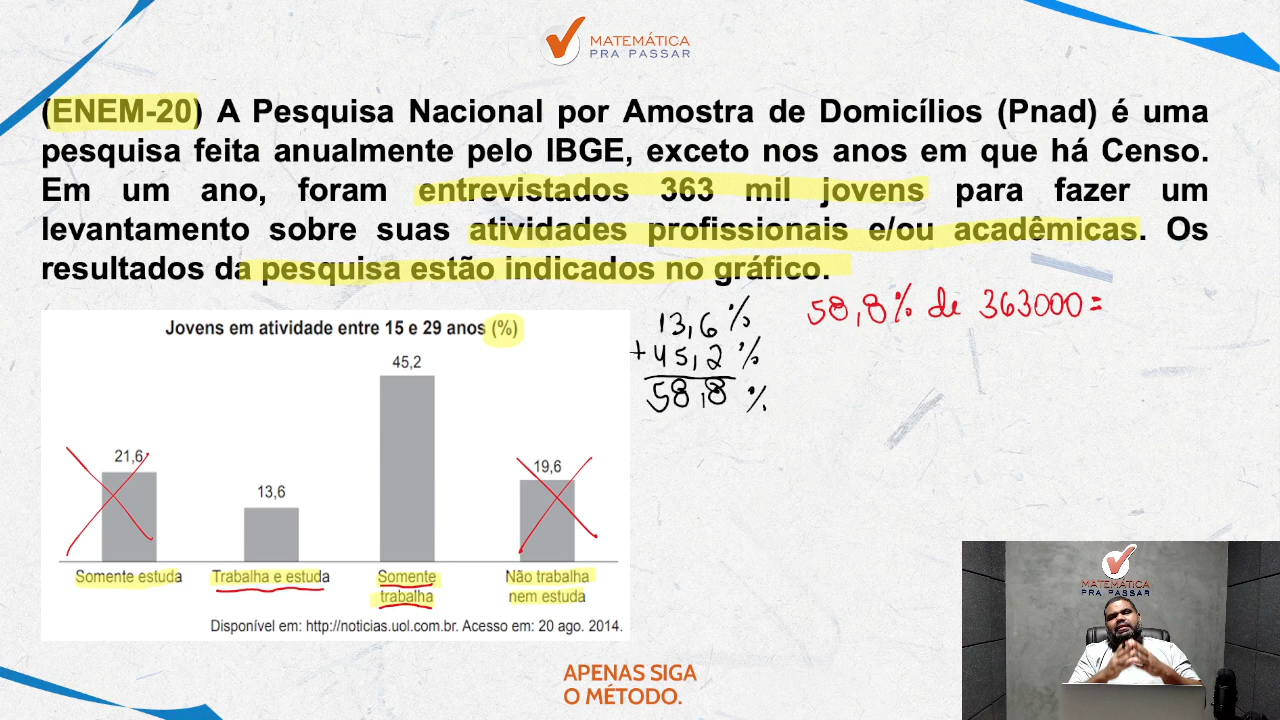 MATEMÁTICA
PRA PASSAR
(ENEM-20) A Pesquisa Nacional por Amostra de Domicílios (Pnad) é uma
pesquisa feita anualmente pelo IBGE, exceto nos anos em que há Censo.
Em um ano, foram entrevistados 363 mil jovens para fazer um
levantamento sobre suas atividades profissionais e/ou acadêmicas. Os
resultados da pesquisa estão indicados no gráfico.
Jovens em atividade entre 15 e 29 anos (%)
45,2
21,6
13,6
19,6
Somente estuda
Trabalha e estuda
Somente
trabalha
Não trabalha
nem estuda
Disponível em: http://noticias.uol.com.br. Acesso em: 20 ago. 2014.
13,6%
+45,2%
58,8%
58,8% de 363000=
MATEMÁTICA
PRA PASSAR
APENAS SIGA
O MÉTODO.